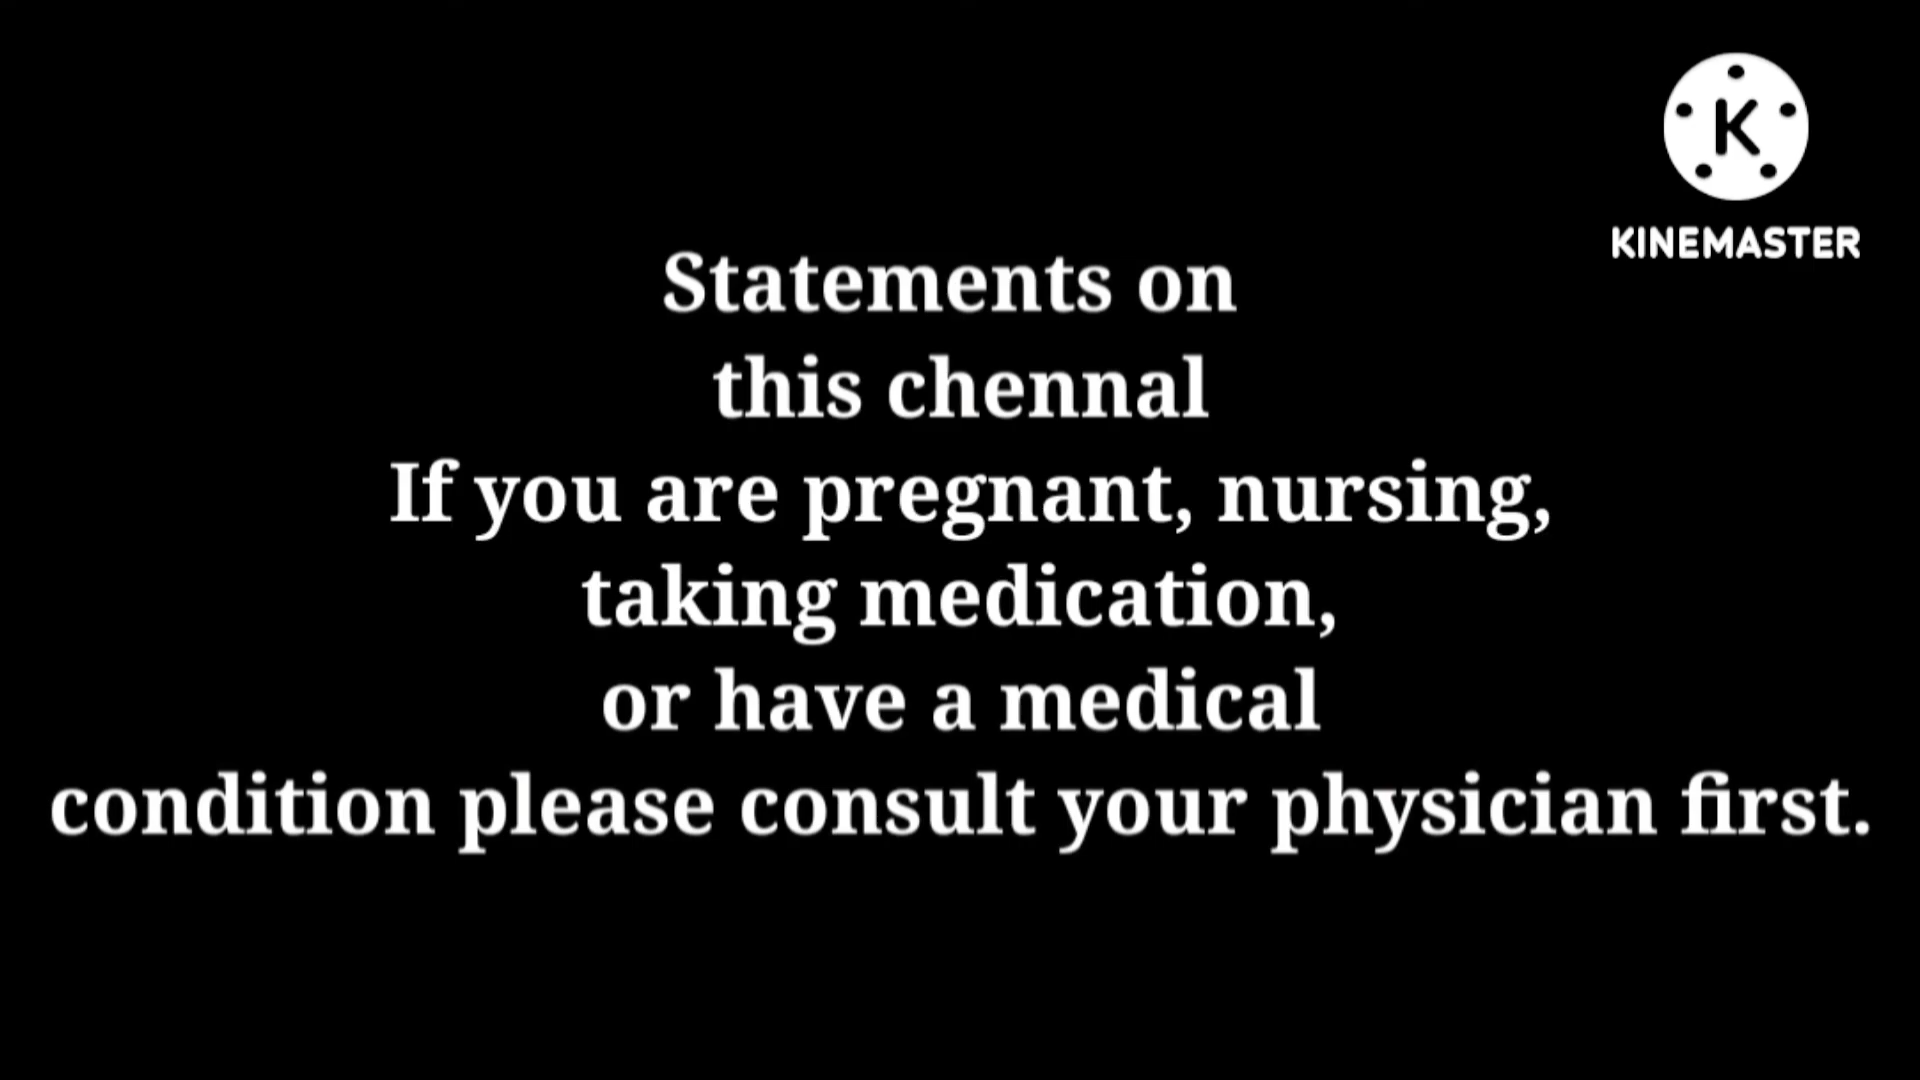 K
KINEMASTER
Statements on
this chennal
If you are pregnant, nursing,
taking medication,
or have a medical
condition please consult your physician first.